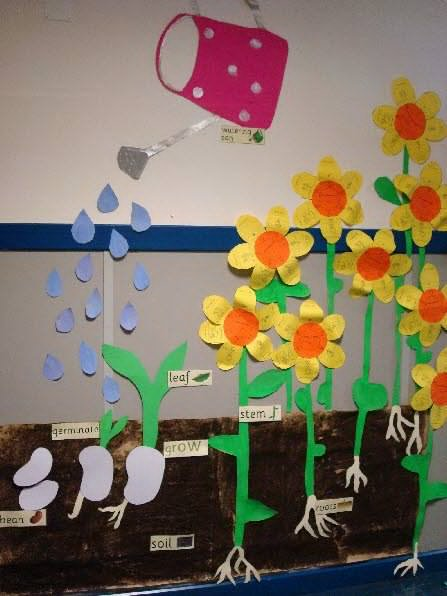 watering
can
leaf
stem
germinate
grow
bean
roots
soil